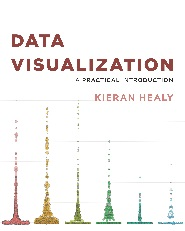 DATA
VISUALIZATION
A PRACTICAL INTRODUCTION
KIERAN HEALY